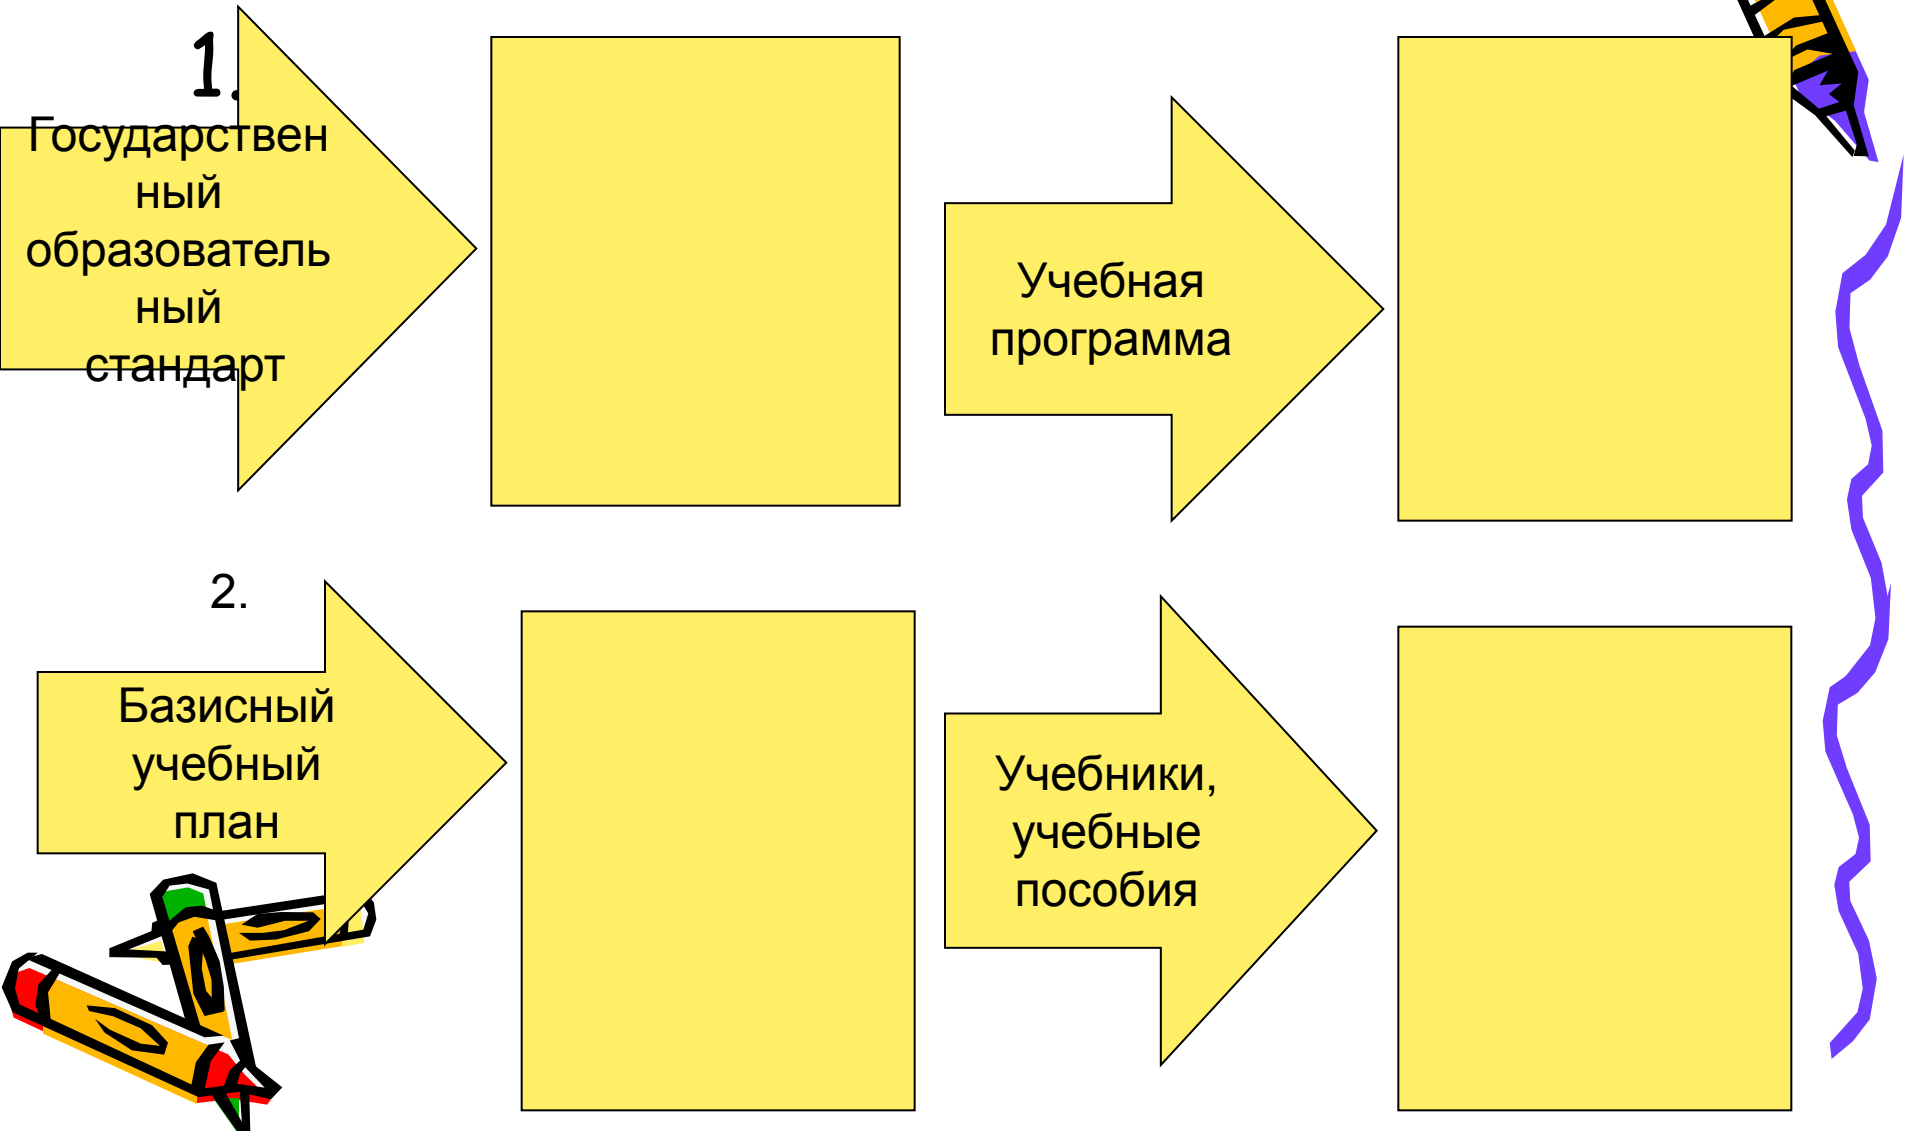 1.
Государствен
ный
образователь
ный
стандарт
Учебная
программа
2.
Базисный
учебный
план
Учебники,
учебные
пособия